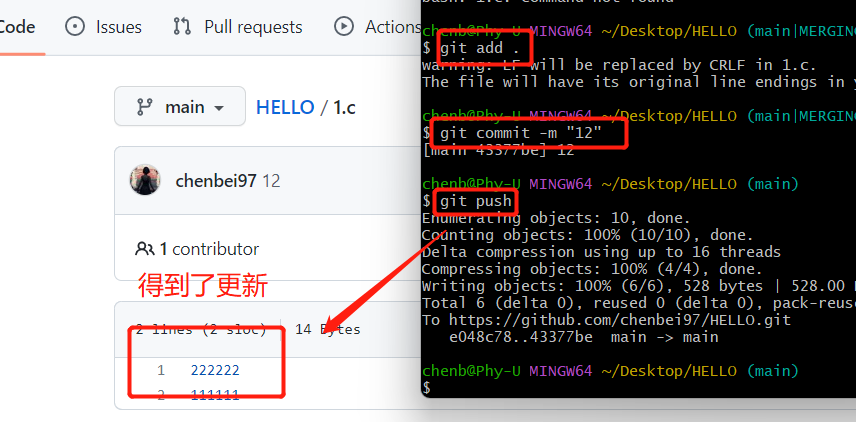 Code
Issues
Pull requests
Actions
main
HELLO / 1.c
chenbei97 12
1 contributor
得到了更新
2 lines (2 sloc)
14 Bytes
1 222222
2 111111
bash: 1.c: command not found
chenb@Phy-U MINGW64 ~/Desktop/HELLO (main|MERGING
$ git add .
warning: LF will be replaced by CRLF in 1.c.
The file will have its original line endings in y
chenb@Phy-U MINGW64 ~/Desktop/HELLO (main|MERGING
$ git commit -m "12"
[main 43377be] 12
chenb@Phy-U MINGW64 ~/Desktop/HELLO (main)
$ git push
Enumerating objects: 10, done.
Counting objects: 100% (10/10), done.
Delta compression using up to 16 threads
Compressing objects: 100% (4/4), done.
Writing objects: 100% (6/6), 528 bytes | 528.00
Total 6 (delta 0), reused 0 (delta 0), pack-reus
To https://github.com/chenbei97/HELLO.git
e048c78..43377be main -> main
chenb@Phy-U MINGW64 ~/Desktop/HELLO (main)
$